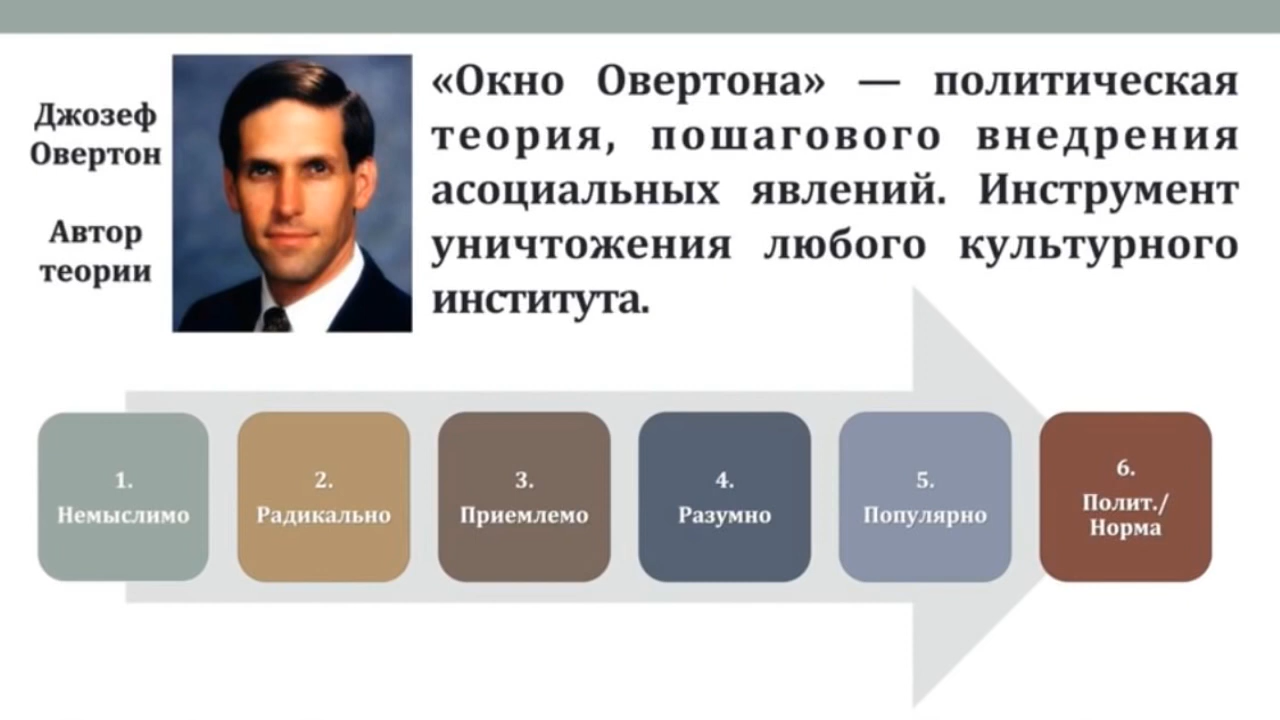 Джозеф
Овертон
Автор
теории
«Окно Овертона» — политическая
теория, пошагового внедрения
асоциальных явлений. Инструмент
уничтожения любого культурного
института.
1.
Немыслимо
2.
Радикально
3.
Приемлемо
4.
Разумно
5.
Популярно
6.
Полит./
Норма